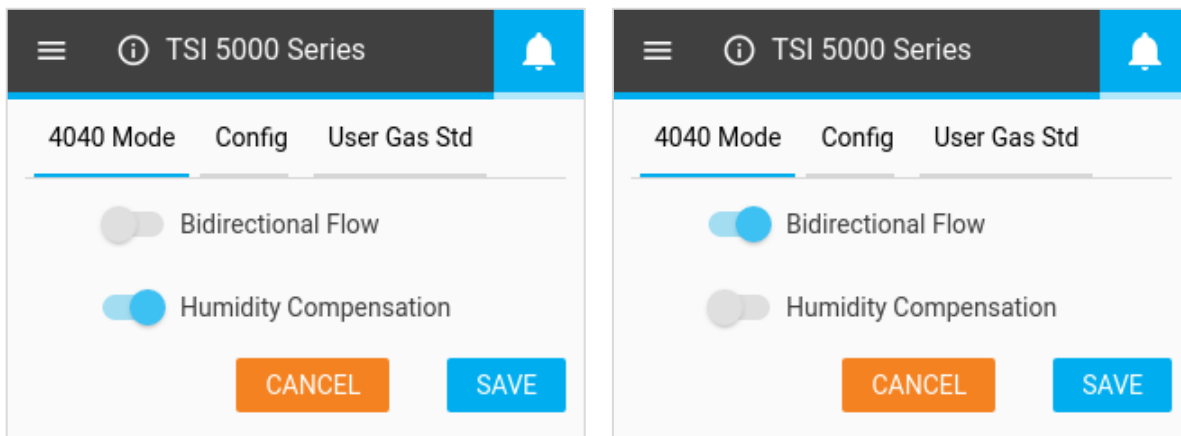 TSI 5000 Series
4040 Mode Config User Gas Std
Bidirectional Flow
Humidity Compensation
CANCEL SAVE
TSI 5000 Series
4040 Mode Config User Gas Std
Bidirectional Flow
Humidity Compensation
CANCEL SAVE